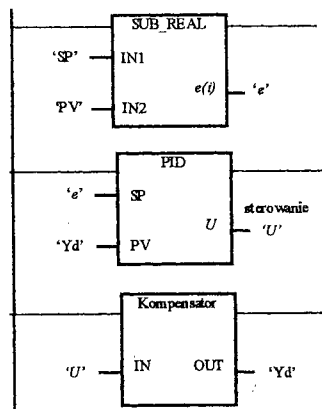 SUB_REAL
'SP' IN1
e(i) 'e'
'PV' IN2
PID
'e' SP
sterowanie
U 'U'
'Yd' PV
Kompensator
'U' IN OUT 'Yd'